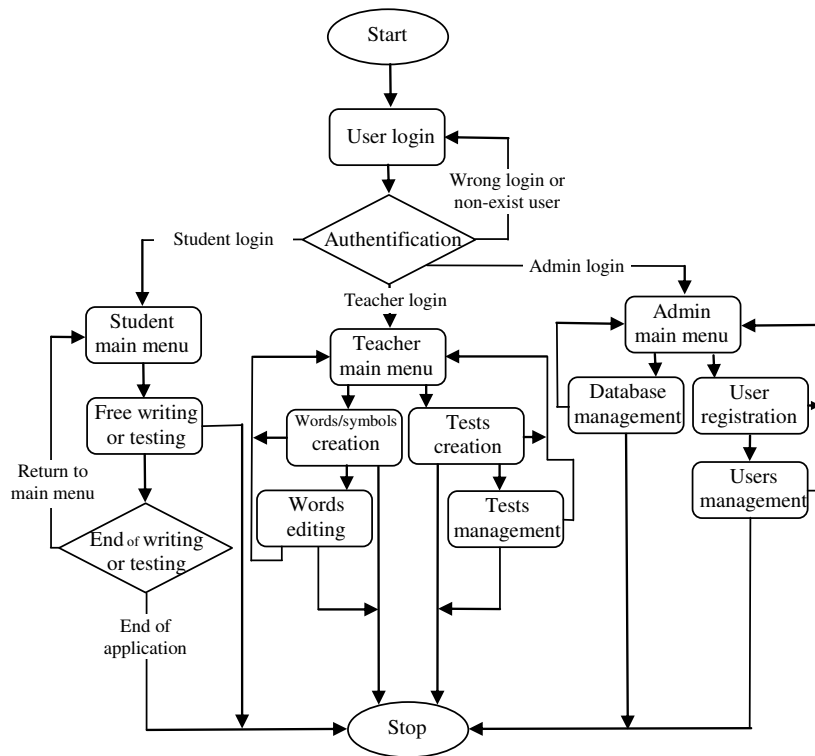 Start
User login
Wrong login or
non-exist user
Authentification
Student login
Admin login
Teacher login
Student
main menu
Teacher
main menu
Admin
main menu
Free writing
or testing
Words/symbols
creation
Tests
creation
Database
management
User
registration
Return to
main menu
Words
editing
Tests
management
Users
management
End of writing
or testing
End of
application
Stop